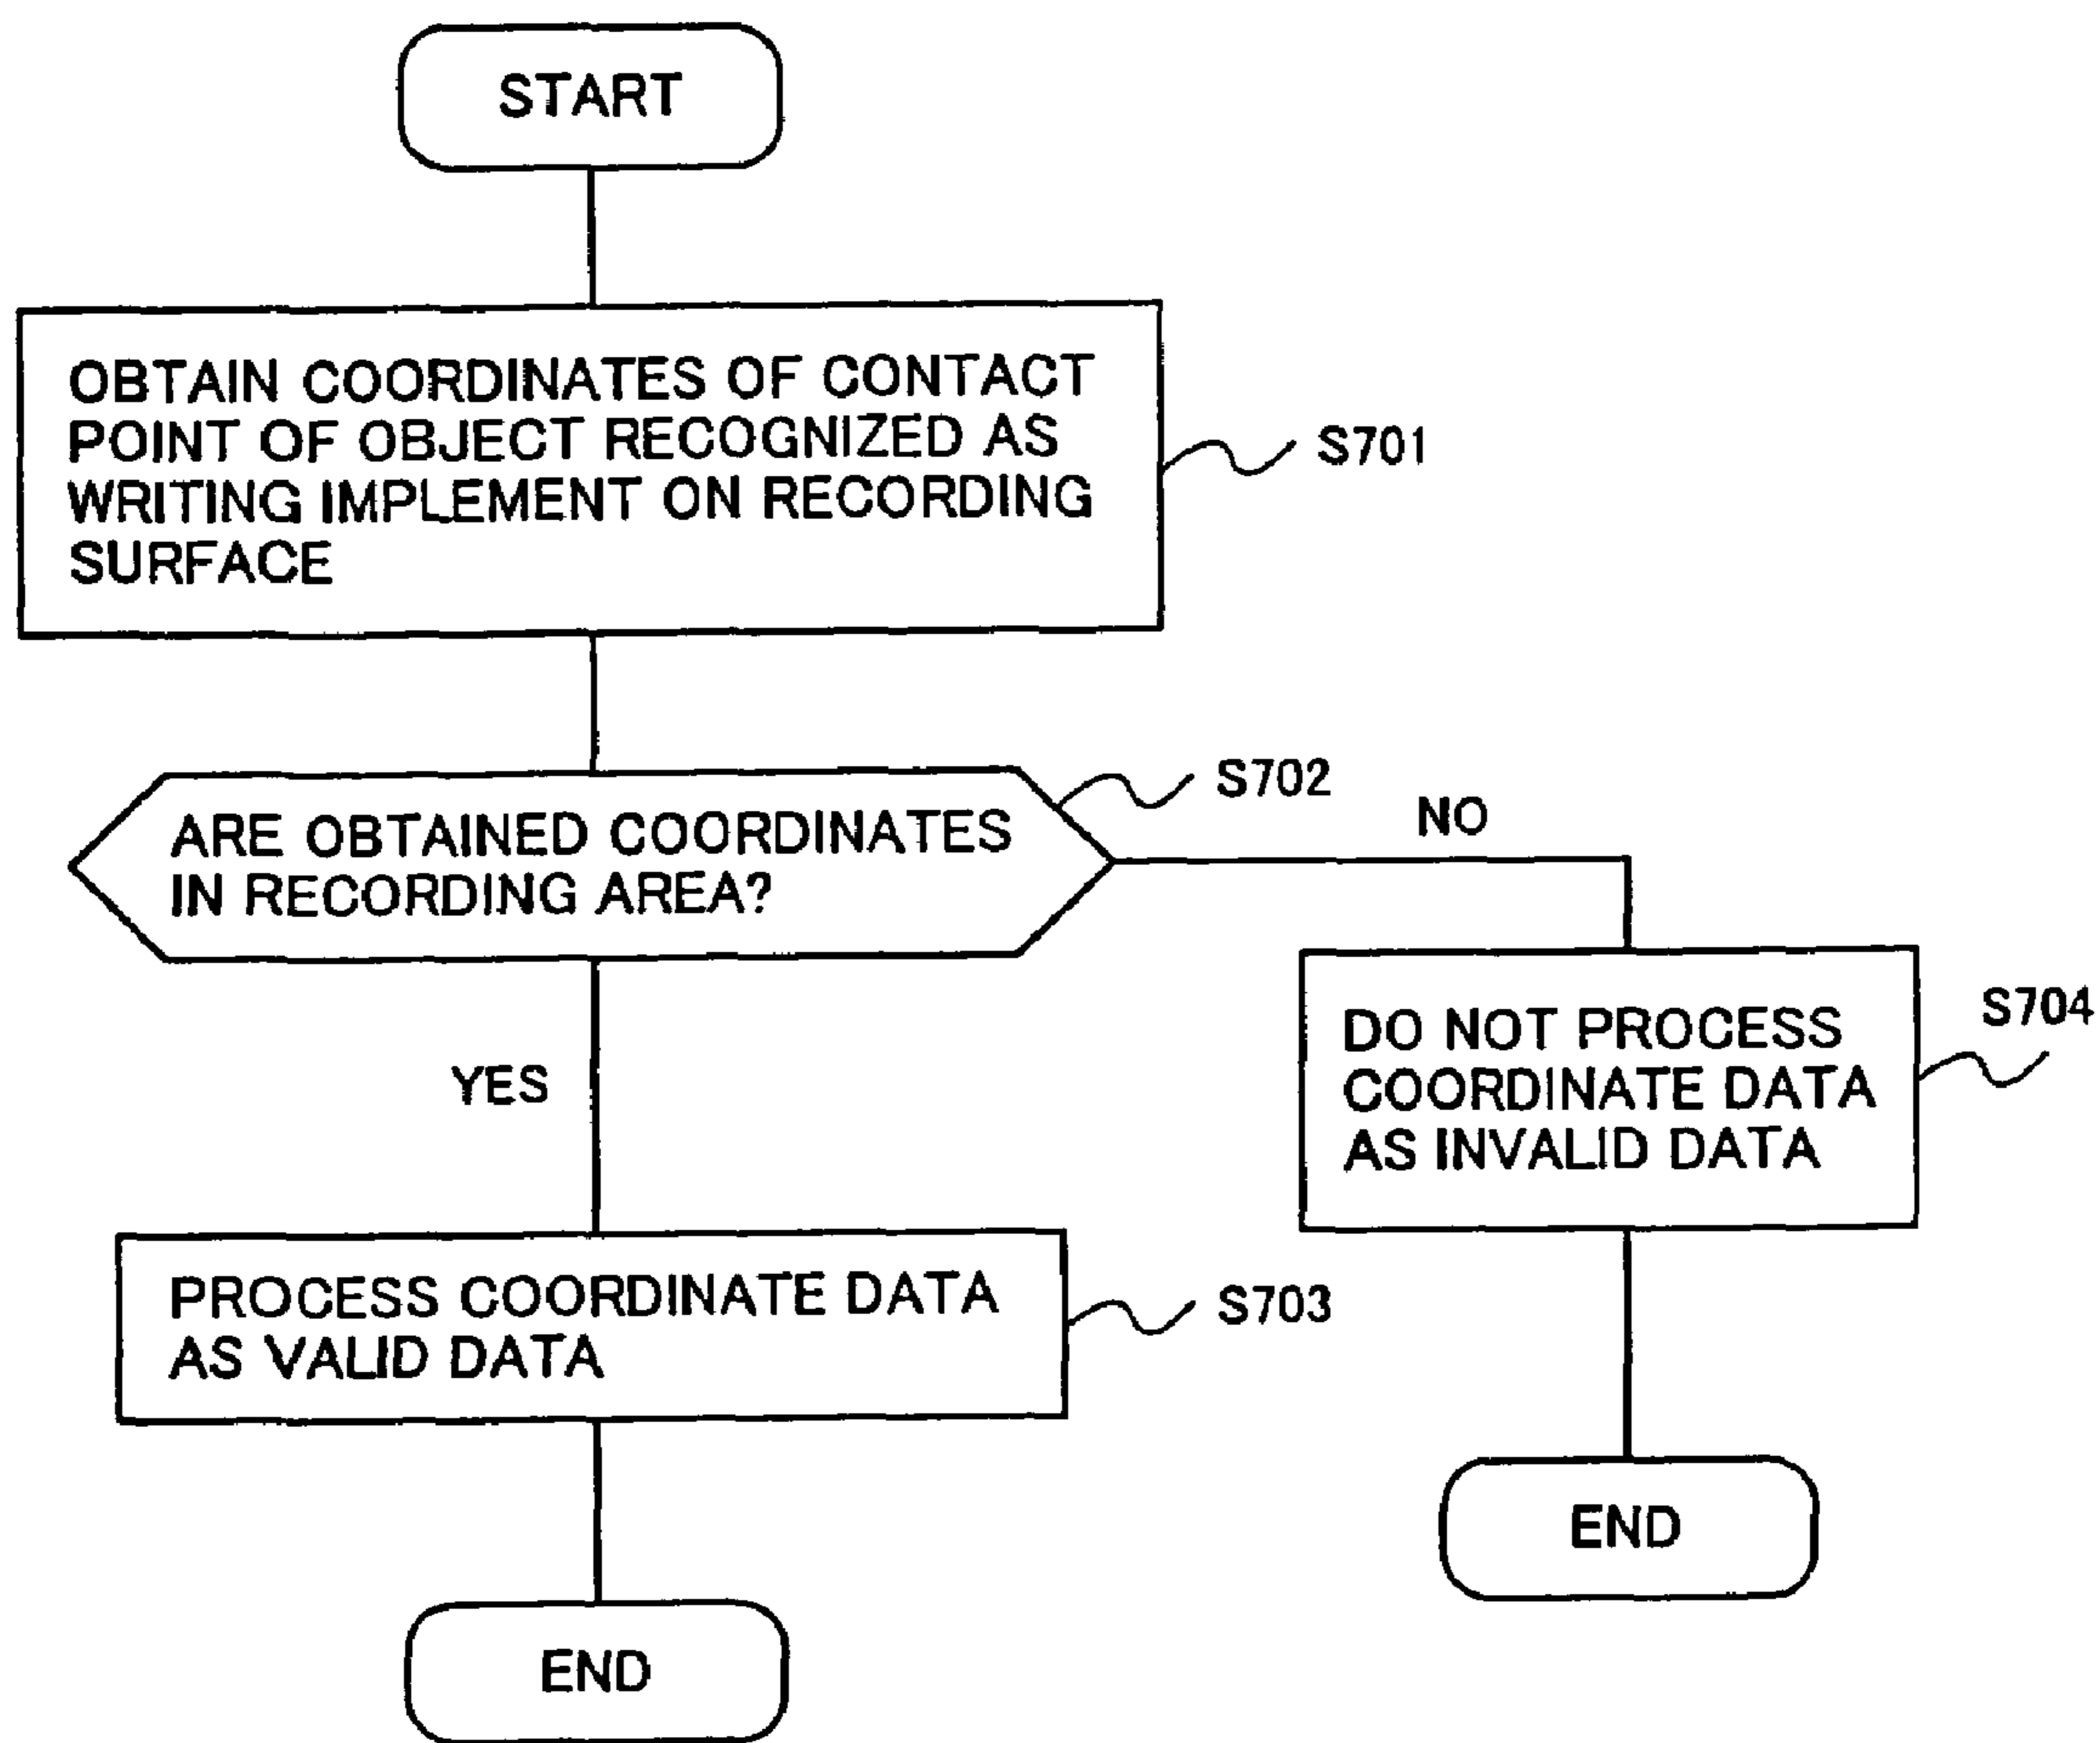 START
OBTAIN COORDINATES OF CONTACT
POINT OF OBJECT RECOGNIZED AS
WRITING IMPLEMENT ON RECORDING
SURFACE
S701
S702
ARE OBTAINED COORDINATES
IN RECORDING AREA?
NO
YES
DO NOT PROCESS
COORDINATE DATA
AS INVALID DATA
S704
PROCESS COORDINATE DATA
AS VALID DATA
S703
END
END